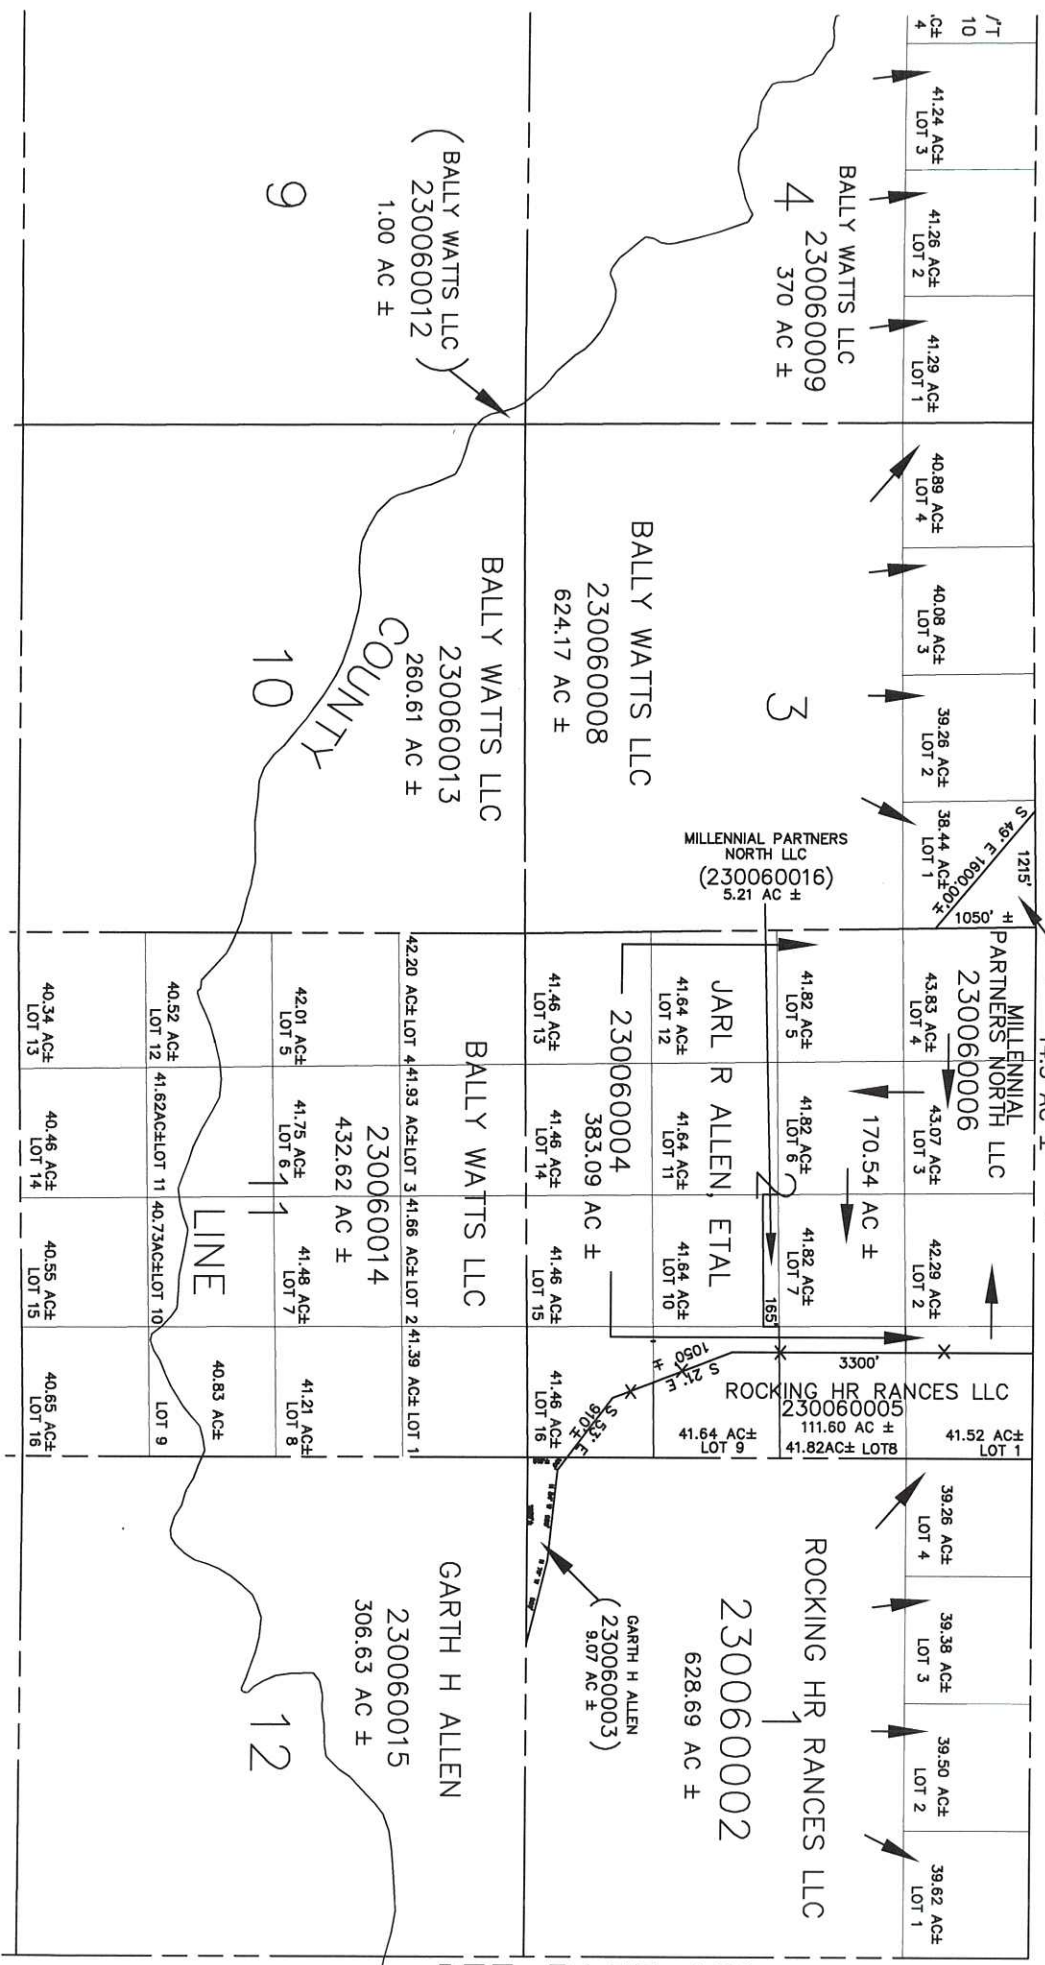 /T
10
C±
4
41.24 AC±
LOT 3
41.26 AC±
LOT 2
41.29 AC±
LOT 1
40.89 AC±
LOT 4
40.08 AC±
LOT 3
39.26 AC±
LOT 2
38.44 AC±
LOT 1
S 49° E 1600.00'±
1215'
1050' ±
14.5 AC ±
BALLY WATTS LLC
4 230060009
370 AC ±
(BALLY WATTS LLC
230060012)
1.00 AC ±
9
3
BALLY WATTS LLC
230060008
624.17 AC ±
BALLY WATTS LLC
230060013
260.61 AC ±
COUNTY
10
MILLENNIAL PARTNERS
NORTH LLC
(230060016)
5.21 AC ±
MILLENNIAL
PARTNERS NORTH LLC
230060006
170.54 AC ±
43.83 AC±
LOT 4
43.07 AC±
LOT 3
42.29 AC±
LOT 2
41.52 AC±
LOT 1
41.82 AC±
LOT 5
41.82 AC±
LOT 6
41.82 AC±
LOT 7
41.82AC± LOT8
2
165'
3300'
JARL R ALLEN, ETAL
230060004
383.09 AC ±
41.64 AC±
LOT 12
41.64 AC±
LOT 11
41.64 AC±
LOT 10
41.64 AC±
LOT 9
ROCKING HR RANCES LLC
230060005
111.60 AC ±
S 21° E
1050' ±
S 53° E
910'±
41.46 AC±
LOT 13
41.46 AC±
LOT 14
41.46 AC±
LOT 15
41.46 AC±
LOT 16
BALLY WATTS LLC
230060014
432.62 AC ±
42.20 AC±LOT 4
41.93 AC±LOT 3
41.66 AC±LOT 2
41.39 AC± LOT 1
42.01 AC±
LOT 5
41.75 AC±
LOT 6
41.48 AC±
LOT 7
41.21 AC±
LOT 8
11
LINE
40.52 AC±
LOT 12
41.62AC±LOT 11
40.73AC±LOT 10
40.83 AC±
LOT 9
40.34 AC±
LOT 13
40.46 AC±
LOT 14
40.55 AC±
LOT 15
40.65 AC±
LOT 16
39.26 AC±
LOT 4
39.38 AC±
LOT 3
39.50 AC±
LOT 2
39.62 AC±
LOT 1
ROCKING HR RANCES LLC
1
230060002
628.69 AC ±
GARTH H ALLEN
(230060003)
9.07 AC ±
GARTH H ALLEN
230060015
306.63 AC ±
12